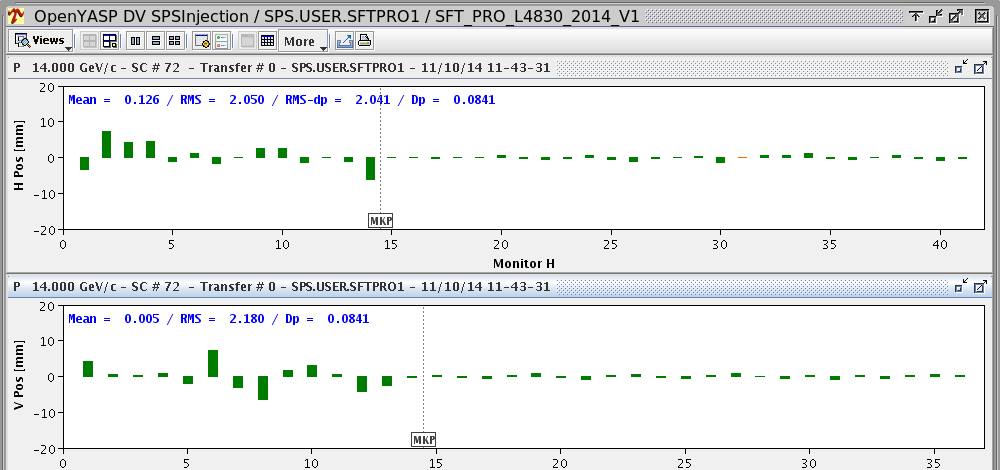 OpenYASP DV SPSInjection / SPS.USER.SFTPRO1 / SFT_PRO_L4830_2014_V1
Views More
P 14.000 GeV/c - SC # 72 - Transfer # 0 - SPS.USER.SFTPRO1 - 11/10/14 11-43-31
Mean = 0.126 / RMS = 2.050 / RMS-dp = 2.041 / Dp = 0.0841
20
10
0
-10
-20
H Pos [mm]
MKP
0 5 10 15 20 25 30 35 40
Monitor H
P 14.000 GeV/c - SC # 72 - Transfer # 0 - SPS.USER.SFTPRO1 - 11/10/14 11-43-31
Mean = 0.005 / RMS = 2.180 / Dp = 0.0841
20
10
0
-10
-20
V Pos [mm]
MKP
0 5 10 15 20 25 30 35